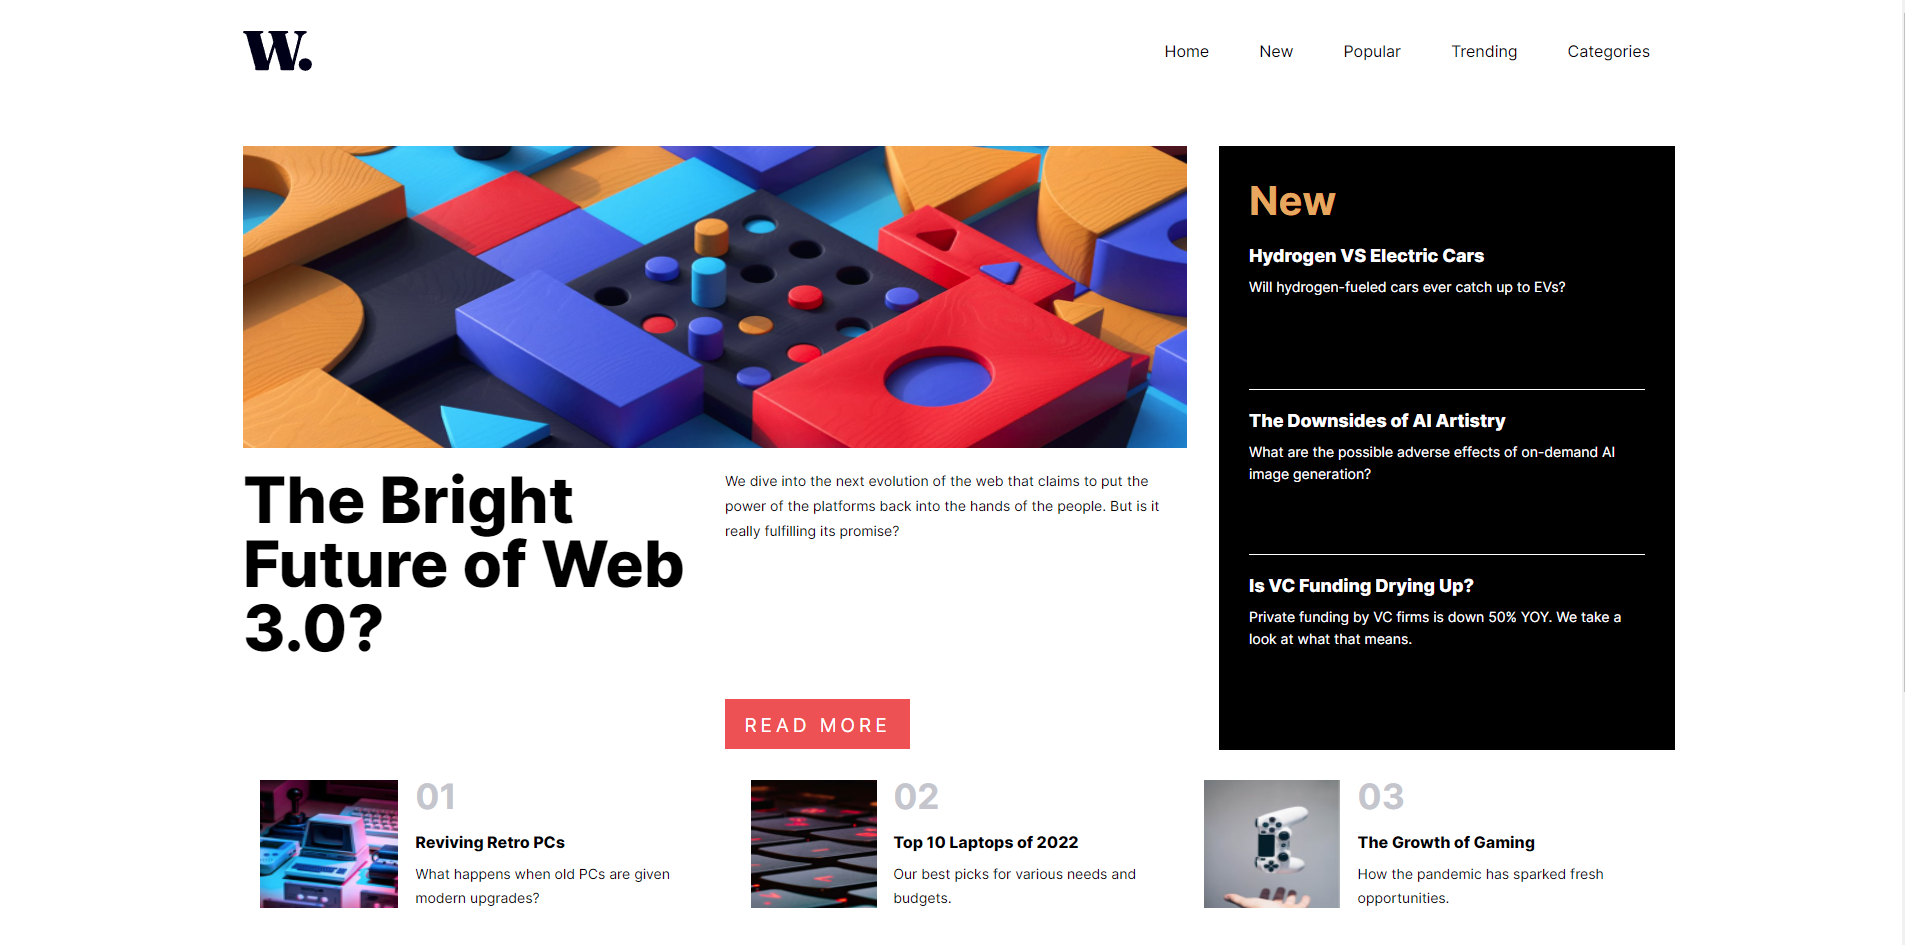 W.
Home
New
Popular
Trending
Categories
The Bright
Future of Web
3.0?
We dive into the next evolution of the web that claims to put the
power of the platforms back into the hands of the people. But is it
really fulfilling its promise?
READ MORE
New
Hydrogen VS Electric Cars
Will hydrogen-fueled cars ever catch up to EVs?
The Downsides of AI Artistry
What are the possible adverse effects of on-demand AI
image generation?
Is VC Funding Drying Up?
Private funding by VC firms is down 50% YOY. We take a
look at what that means.
01
Reviving Retro PCs
What happens when old PCs are given
modern upgrades?
02
Top 10 Laptops of 2022
Our best picks for various needs and
budgets.
03
The Growth of Gaming
How the pandemic has sparked fresh
opportunities.